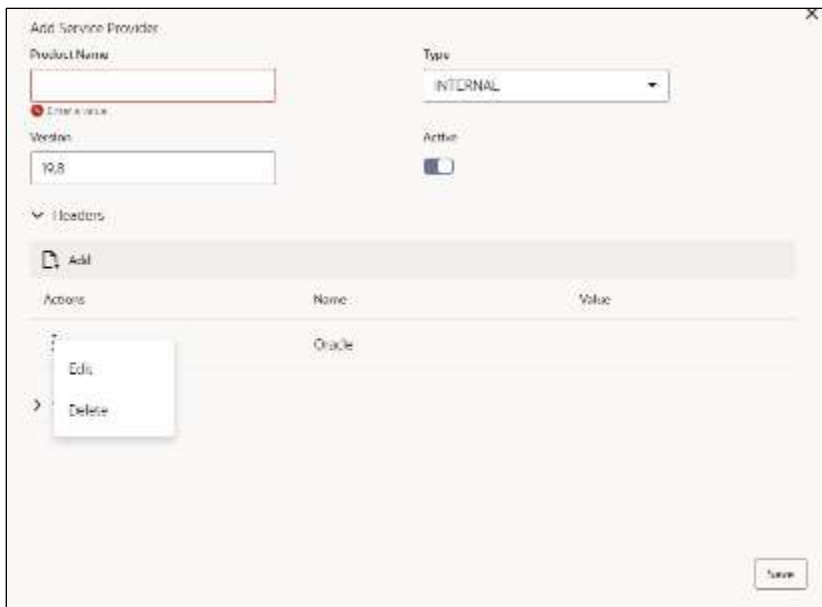 Add Service Provider
Product Name
Type
INTERNAL
Enter a value
Version
Active
19.8
Headers
Add
Actions
Name
Value
Oracle
Edit
Delete
Save